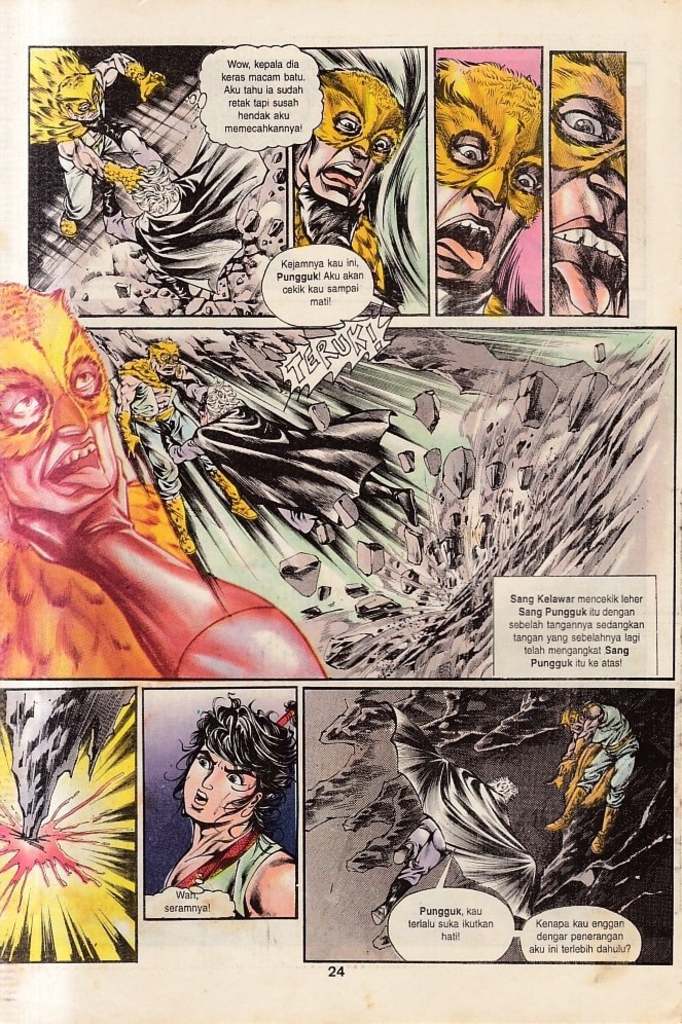 Wow, kepala dia
keras macam batu.
Aku tahu ia sudah
retak tapi susah
hendak aku
memecahkannya!
Kejamnya kau ini,
Pungguk! Aku akan
cekik kau sampai
mati!
TERUK!
Sang Kelawar mencekik leher
Sang Pungguk itu dengan
sebelah tangannya sedangkan
tangan yang sebelahnya lagi
telah mengangkat Sang
Pungguk itu ke atas!
Wah,
seramnya!
Pungguk, kau
terlalu suka ikutkan
hati!
Kenapa kau enggan
dengar penerangan
aku ini terlebih dahulu?
24